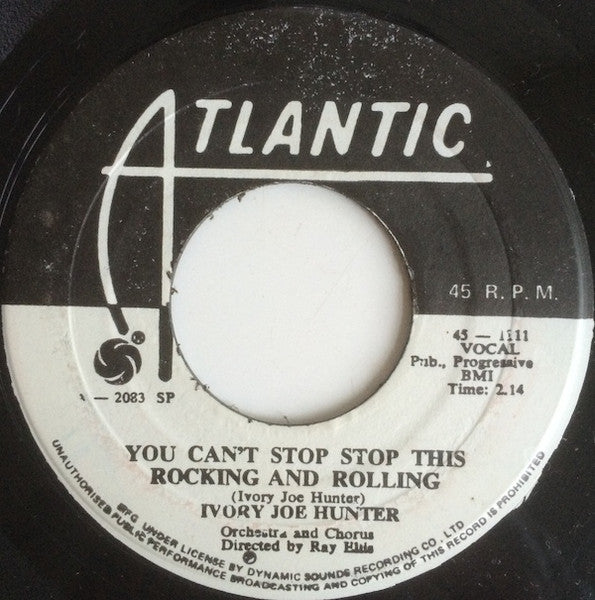 ATLANTIC
45 R. P. M.
45 — 1111
VOCAL
Pub., Progressive
BMI
Time: 2.14
— 2083 SP
YOU CAN'T STOP STOP THIS
ROCKING AND ROLLING
(Ivory Joe Hunter)
IVORY JOE HUNTER
Orchestra and Chorus
Directed by Ray Ellis
MFG UNDER LICENSE BY DYNAMIC SOUNDS RECORDING CO., LTD
UNAUTHORISED PUBLIC PERFORMANCE BROADCASTING AND COPYING OF THIS RECORD IS PROHIBITED